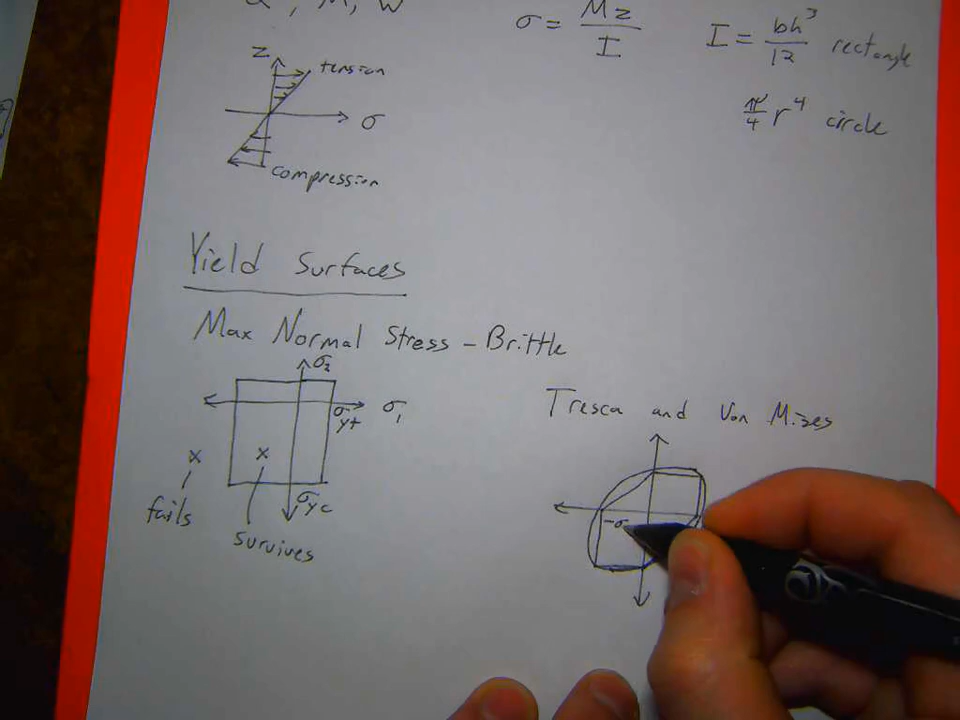 M, W
σ = Mz/I
I = bh³/12 rectangle
π/4 r⁴ circle
z
tension
σ
compression
Yield Surfaces
Max Normal Stress - Brittle
σ₂
σ₁
σyt
x
x
fails
σyc
survives
Tresca and Von Mises
-σ